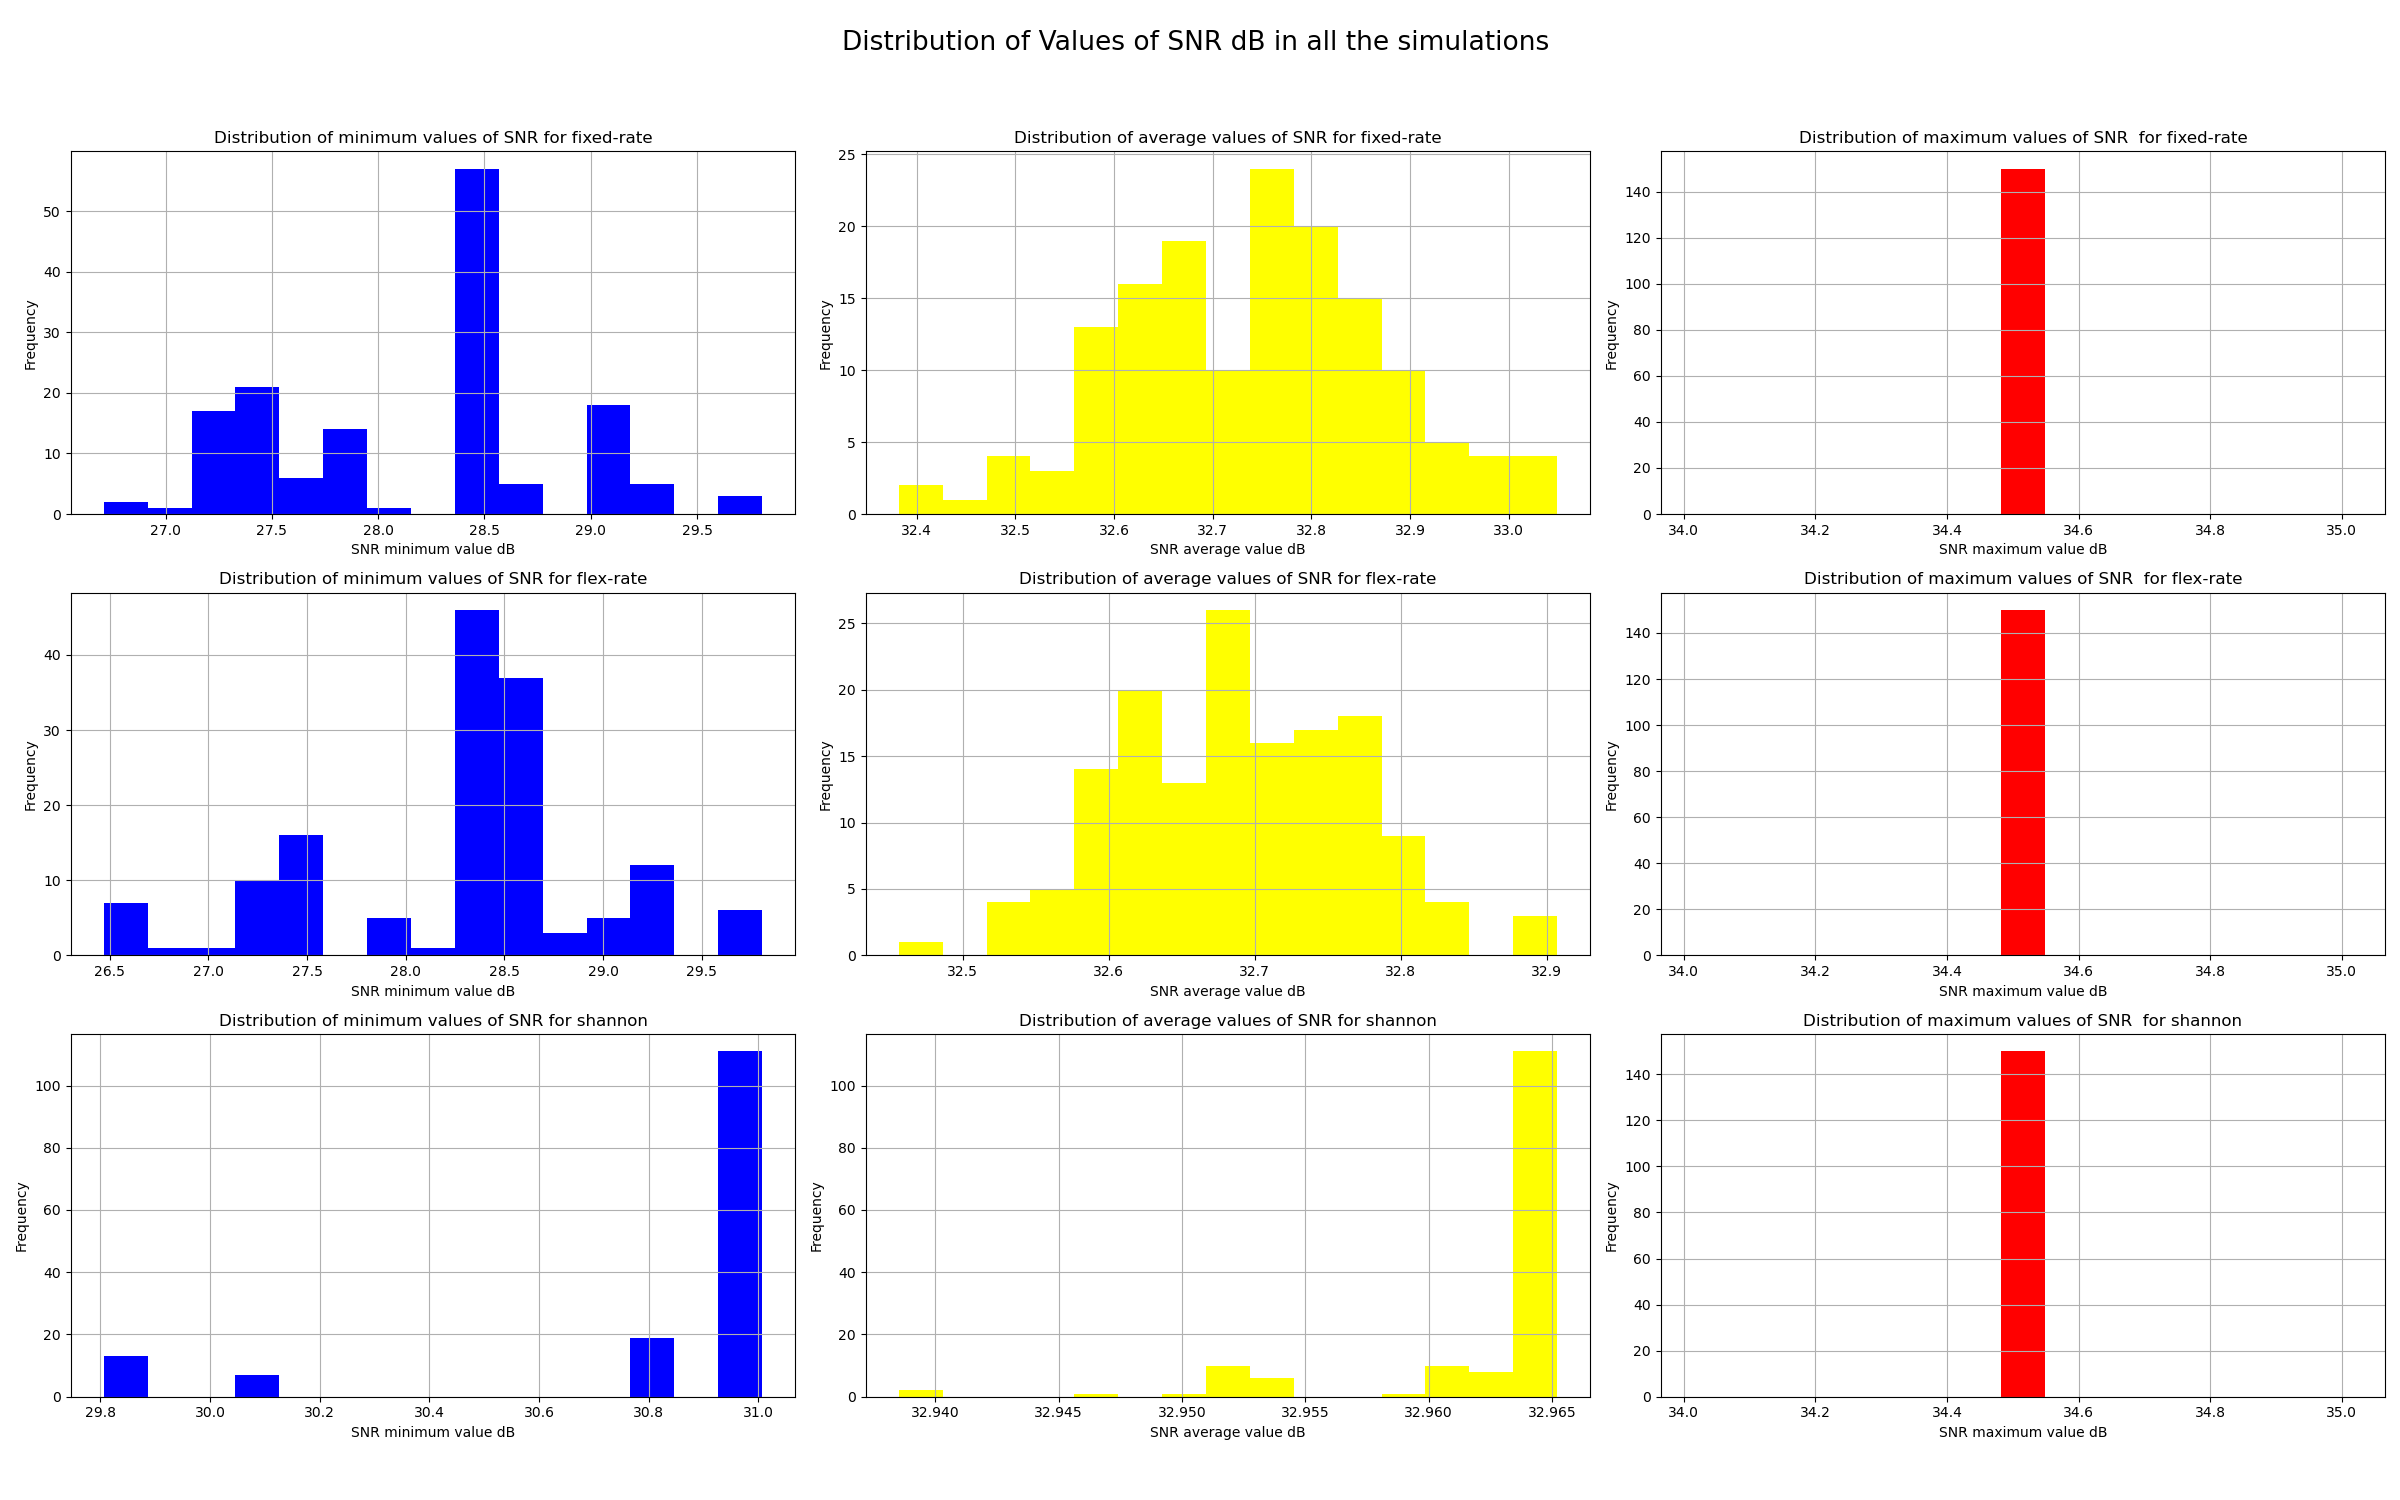 Distribution of Values of SNR dB in all the simulations
Distribution of minimum values of SNR for fixed-rate
Frequency
0
10
20
30
40
50
27.0 27.5 28.0 28.5 29.0 29.5
SNR minimum value dB
Distribution of average values of SNR for fixed-rate
Frequency
0
5
10
15
20
25
32.4 32.5 32.6 32.7 32.8 32.9 33.0
SNR average value dB
Distribution of maximum values of SNR  for fixed-rate
Frequency
0
20
40
60
80
100
120
140
34.0 34.2 34.4 34.6 34.8 35.0
SNR maximum value dB
Distribution of minimum values of SNR for flex-rate
Frequency
0
10
20
30
40
26.5 27.0 27.5 28.0 28.5 29.0 29.5
SNR minimum value dB
Distribution of average values of SNR for flex-rate
Frequency
0
5
10
15
20
25
32.5 32.6 32.7 32.8 32.9
SNR average value dB
Distribution of maximum values of SNR  for flex-rate
Frequency
0
20
40
60
80
100
120
140
34.0 34.2 34.4 34.6 34.8 35.0
SNR maximum value dB
Distribution of minimum values of SNR for shannon
Frequency
0
20
40
60
80
100
29.8 30.0 30.2 30.4 30.6 30.8 31.0
SNR minimum value dB
Distribution of average values of SNR for shannon
Frequency
0
20
40
60
80
100
32.940 32.945 32.950 32.955 32.960 32.965
SNR average value dB
Distribution of maximum values of SNR  for shannon
Frequency
0
20
40
60
80
100
120
140
34.0 34.2 34.4 34.6 34.8 35.0
SNR maximum value dB